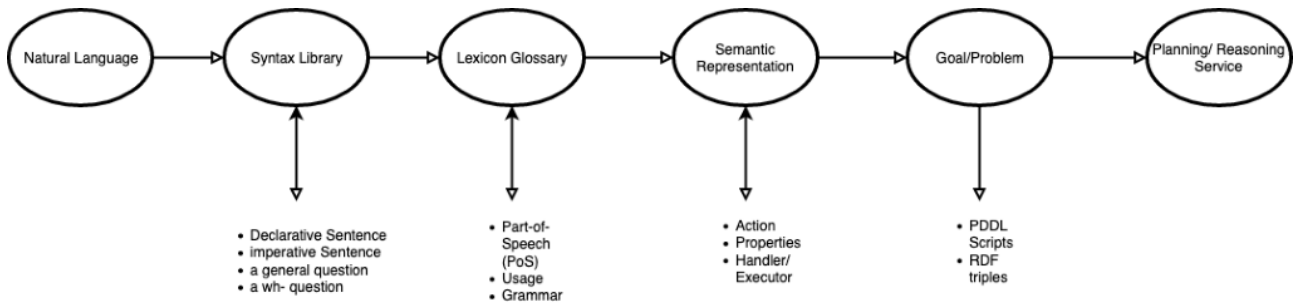 Natural Language
Syntax Library
Lexicon Glossary
Semantic
Representation
Goal/Problem
Planning/ Reasoning
Service
• Declarative Sentence
• imperative Sentence
• a general question
• a wh- question
• Part-of-
Speech
(PoS)
• Usage
• Grammar
• Action
• Properties
• Handler/
Executor
• PDDL
Scripts
• RDF
triples